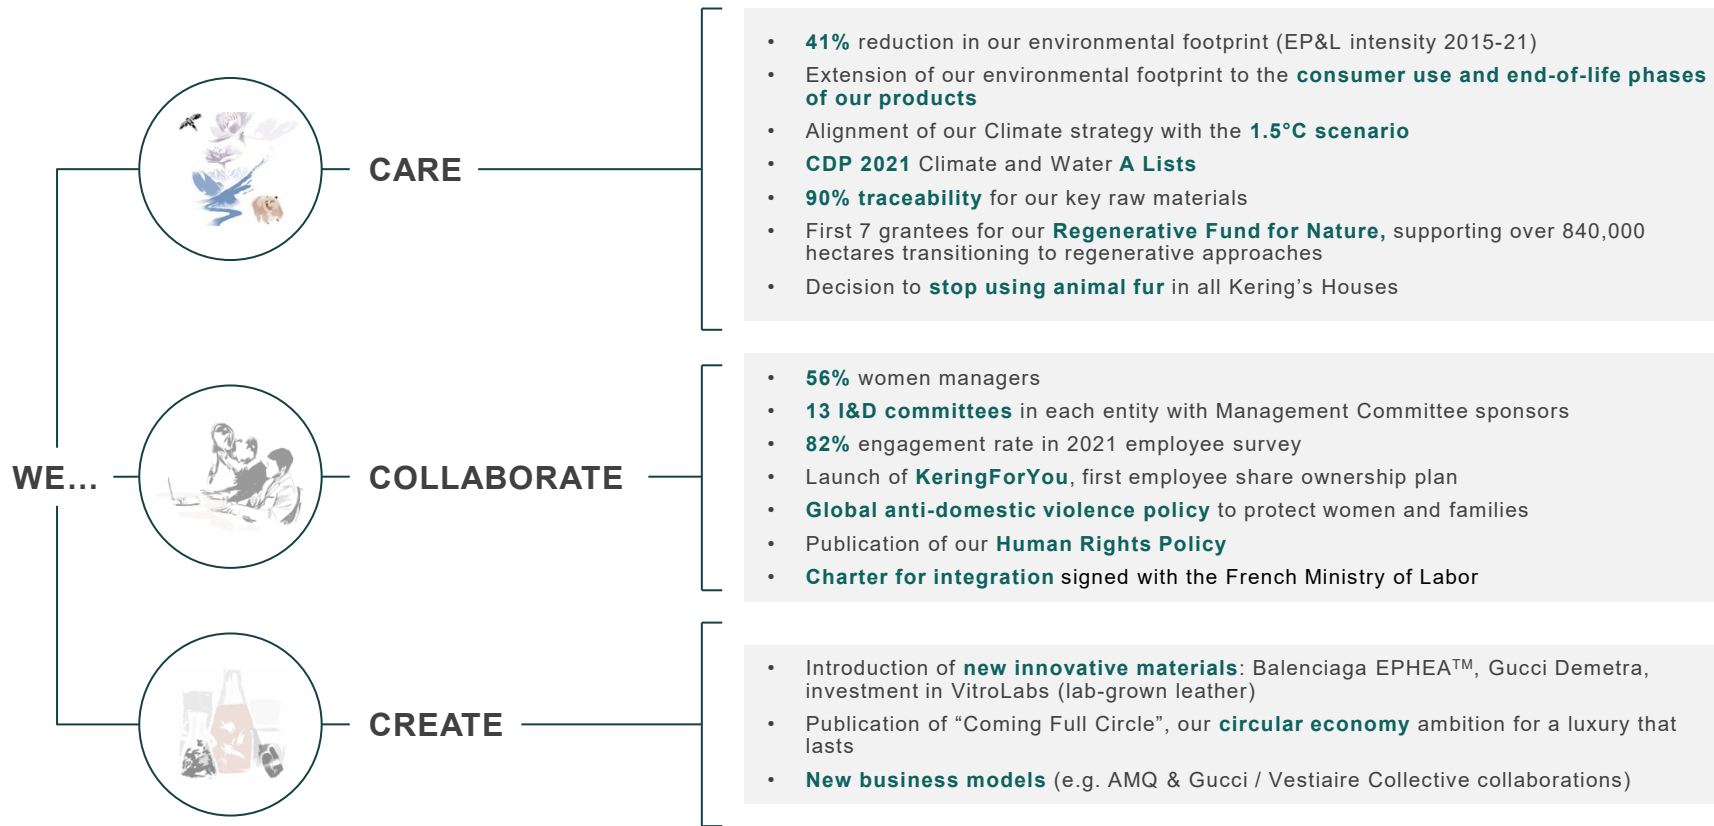 WE...
CARE
• 41% reduction in our environmental footprint (EP&L intensity 2015-21)
• Extension of our environmental footprint to the consumer use and end-of-life phases
of our products
• Alignment of our Climate strategy with the 1.5°C scenario
• CDP 2021 Climate and Water A Lists
• 90% traceability for our key raw materials
• First 7 grantees for our Regenerative Fund for Nature, supporting over 840,000
hectares transitioning to regenerative approaches
• Decision to stop using animal fur in all Kering’s Houses
COLLABORATE
• 56% women managers
• 13 I&D committees in each entity with Management Committee sponsors
• 82% engagement rate in 2021 employee survey
• Launch of KeringForYou, first employee share ownership plan
• Global anti-domestic violence policy to protect women and families
• Publication of our Human Rights Policy
• Charter for integration signed with the French Ministry of Labor
CREATE
• Introduction of new innovative materials: Balenciaga EPHEA™, Gucci Demetra,
investment in VitroLabs (lab-grown leather)
• Publication of “Coming Full Circle”, our circular economy ambition for a luxury that
lasts
• New business models (e.g. AMQ & Gucci / Vestiaire Collective collaborations)